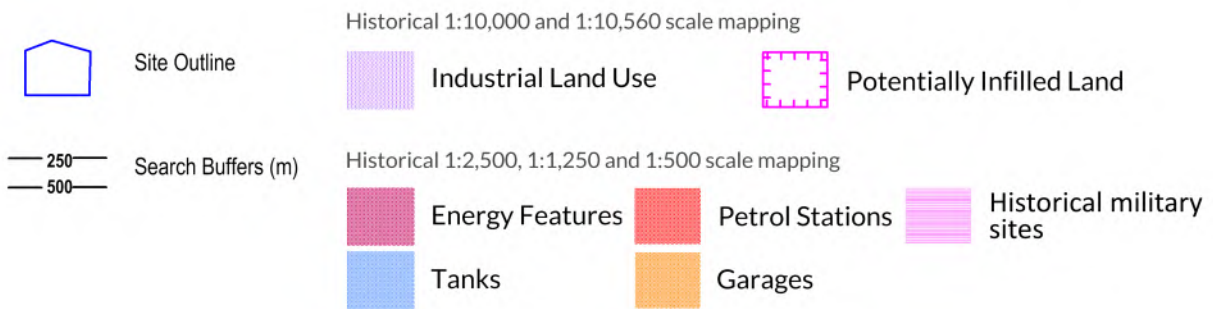 Historical 1:10,000 and 1:10,560 scale mapping
Site Outline
Industrial Land Use
Potentially Infilled Land
250
500
Search Buffers (m)
Historical 1:2,500, 1:1,250 and 1:500 scale mapping
Energy Features
Petrol Stations
Historical military
sites
Tanks
Garages